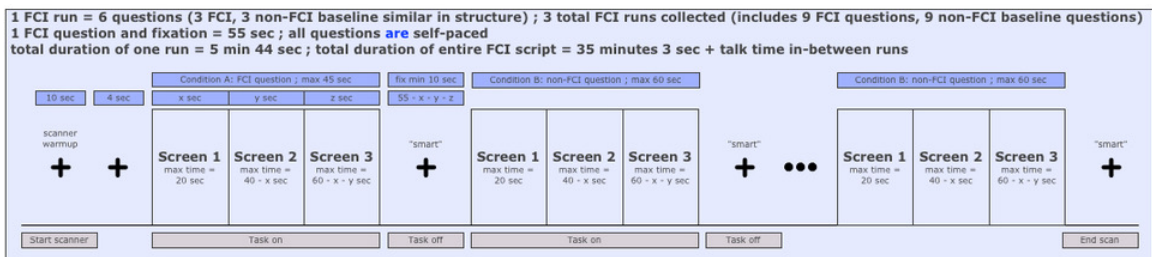 1 FCI run = 6 questions (3 FCI, 3 non-FCI baseline similar in structure) ; 3 total FCI runs collected (includes 9 FCI questions, 9 non-FCI baseline questions)
1 FCI question and fixation = 55 sec ; all questions are self-paced
total duration of one run = 5 min 44 sec ; total duration of entire FCI script = 35 minutes 3 sec + talk time in-between runs
Condition A: FCI question ; max 45 sec
fix min 10 sec
Condition B: non-FCI question ; max 60 sec
Condition B: non-FCI question ; max 60 sec
10 sec
4 sec
x sec
y sec
z sec
55 - x - y - z
scanner
warmup
Screen 1
max time =
20 sec
Screen 2
max time =
40 - x sec
Screen 3
max time =
60 - x - y sec
"smart"
Screen 1
max time =
20 sec
Screen 2
max time =
40 - x sec
Screen 3
max time =
60 - x - y sec
"smart"
Screen 1
max time =
20 sec
Screen 2
max time =
40 - x sec
Screen 3
max time =
60 - x - y sec
"smart"
Start scanner
Task on
Task off
Task on
Task off
End scan